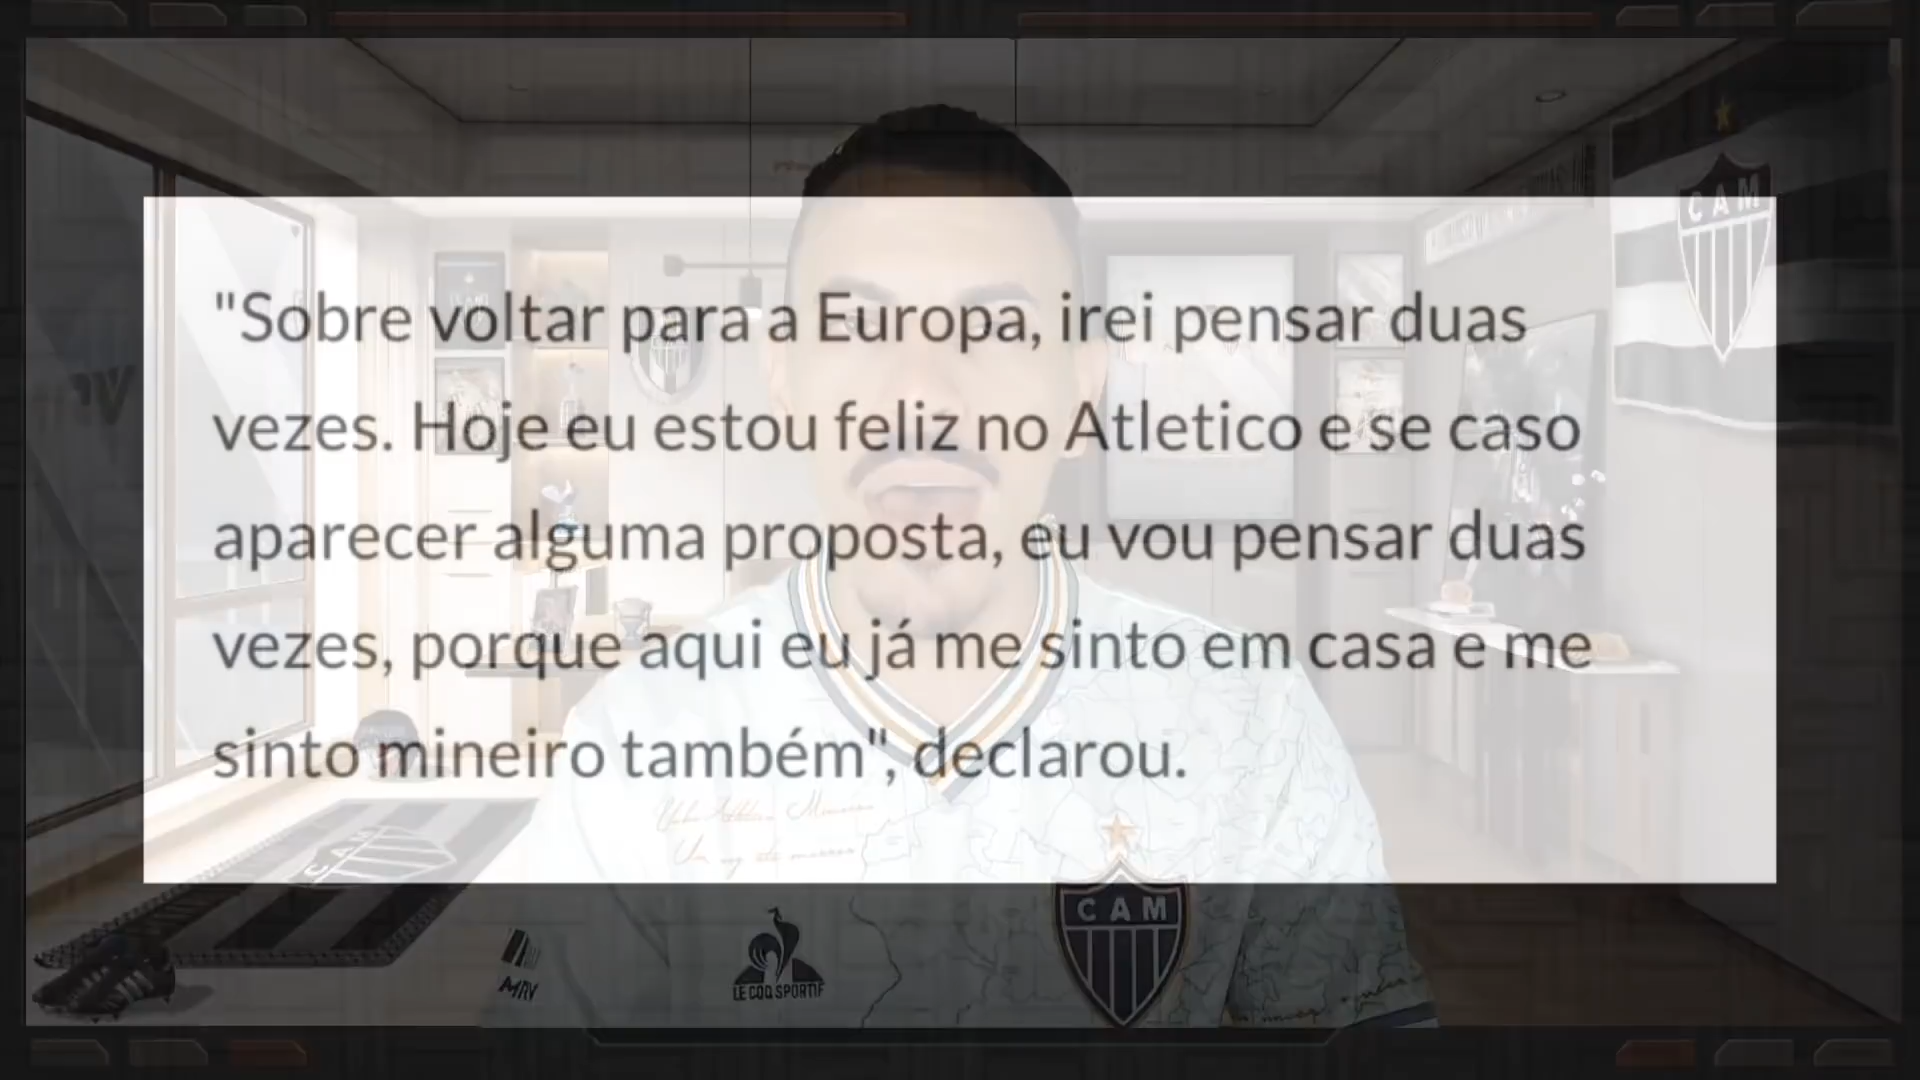 "Sobre voltar para a Europa, irei pensar duas
vezes. Hoje eu estou feliz no Atletico e se caso
aparecer alguma proposta, eu vou pensar duas
vezes, porque aqui eu já me sinto em casa e me
sinto mineiro também", declarou.
CAM
CAM
CAM
MRV
LE COQ SPORTIF